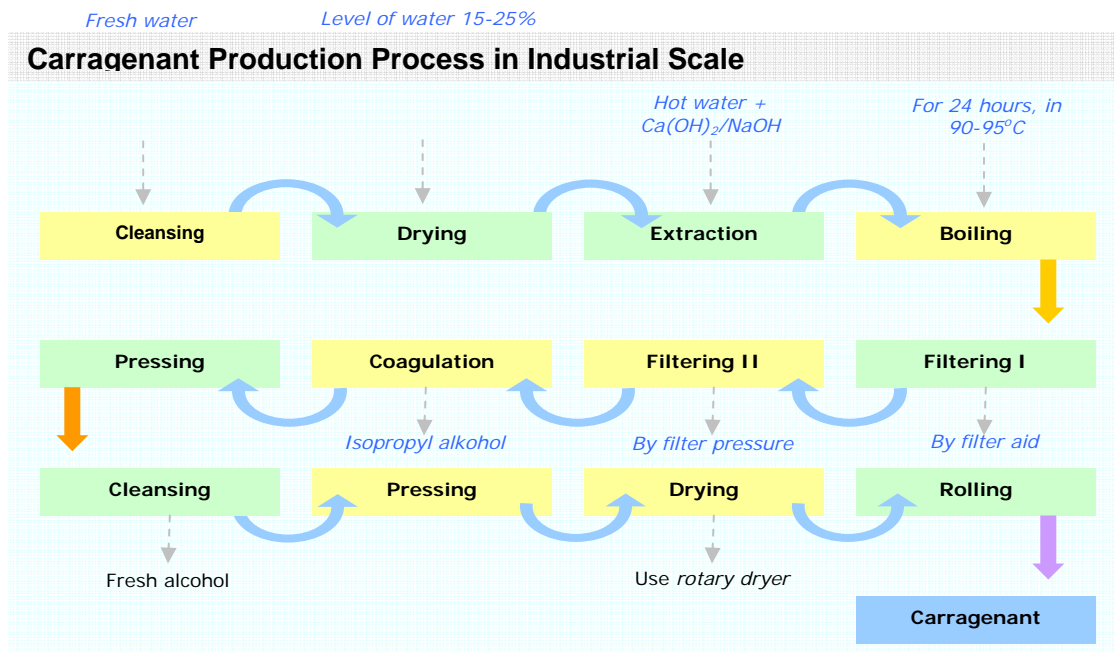 Fresh water
Level of water 15-25%
Carragenant Production Process in Industrial Scale
Hot water +
Ca(OH)₂/NaOH
For 24 hours, in
90-95°C
Cleansing
Drying
Extraction
Boiling
Pressing
Coagulation
Filtering II
Filtering I
Isopropyl alkohol
By filter pressure
By filter aid
Cleansing
Pressing
Drying
Rolling
Fresh alcohol
Use rotary dryer
Carragenant